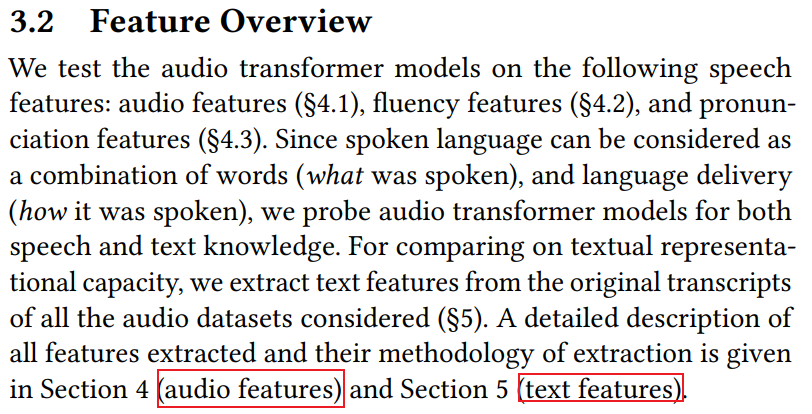 3.2 Feature Overview
We test the audio transformer models on the following speech
features: audio features (§4.1), fluency features (§4.2), and pronun-
ciation features (§4.3). Since spoken language can be considered as
a combination of words (what was spoken), and language delivery
(how it was spoken), we probe audio transformer models for both
speech and text knowledge. For comparing on textual representa-
tional capacity, we extract text features from the original transcripts
of all the audio datasets considered (§5). A detailed description of
all features extracted and their methodology of extraction is given
in Section 4 (audio features) and Section 5 (text features).